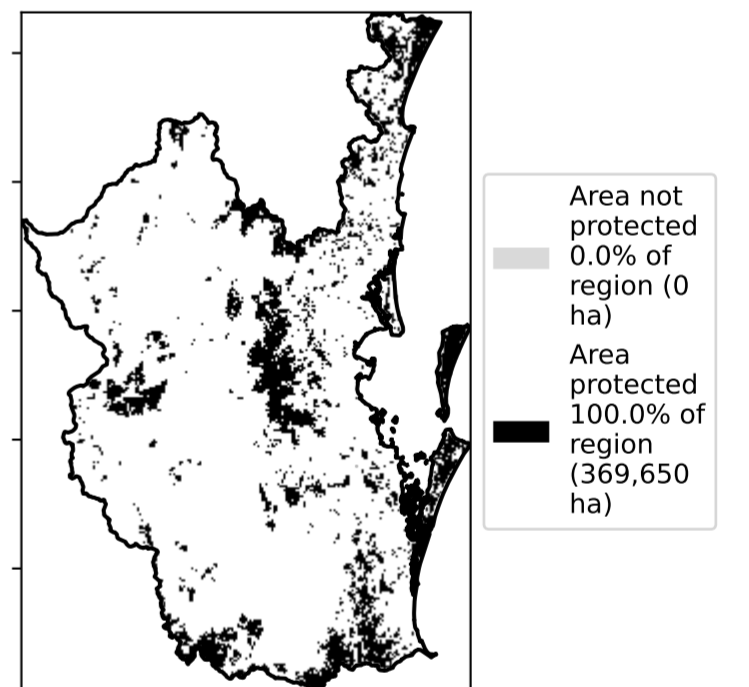 Area not
protected
0.0% of
region (0
ha)
Area
protected
100.0% of
region
(369,650
ha)